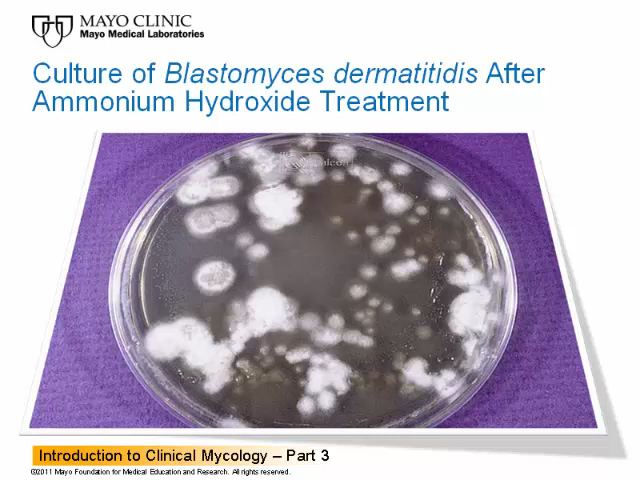 MAYO CLINIC
Mayo Medical Laboratories
Culture of Blastomyces dermatitidis After
Ammonium Hydroxide Treatment
Introduction to Clinical Mycology – Part 3
©2011 Mayo Foundation for Medical Education and Research. All rights reserved.